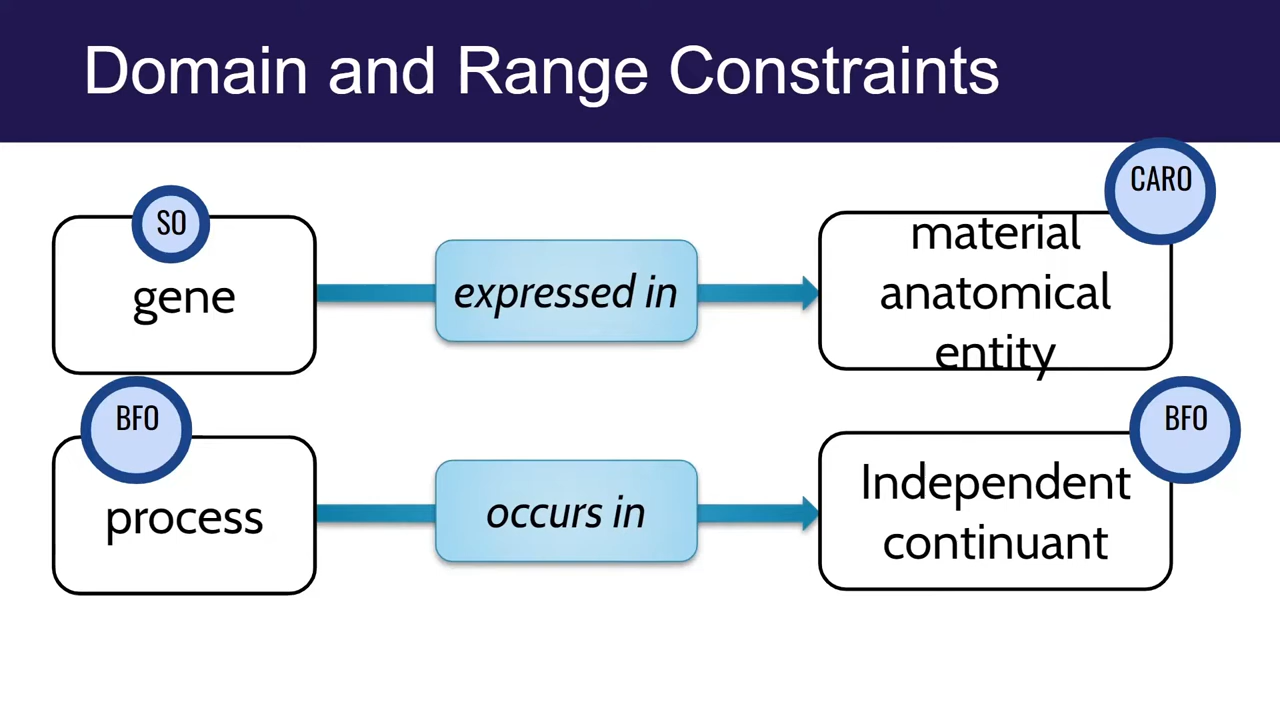 Domain and Range Constraints
SO
gene
expressed in
CARO
material
anatomical
entity
BFO
process
occurs in
BFO
Independent
continuant